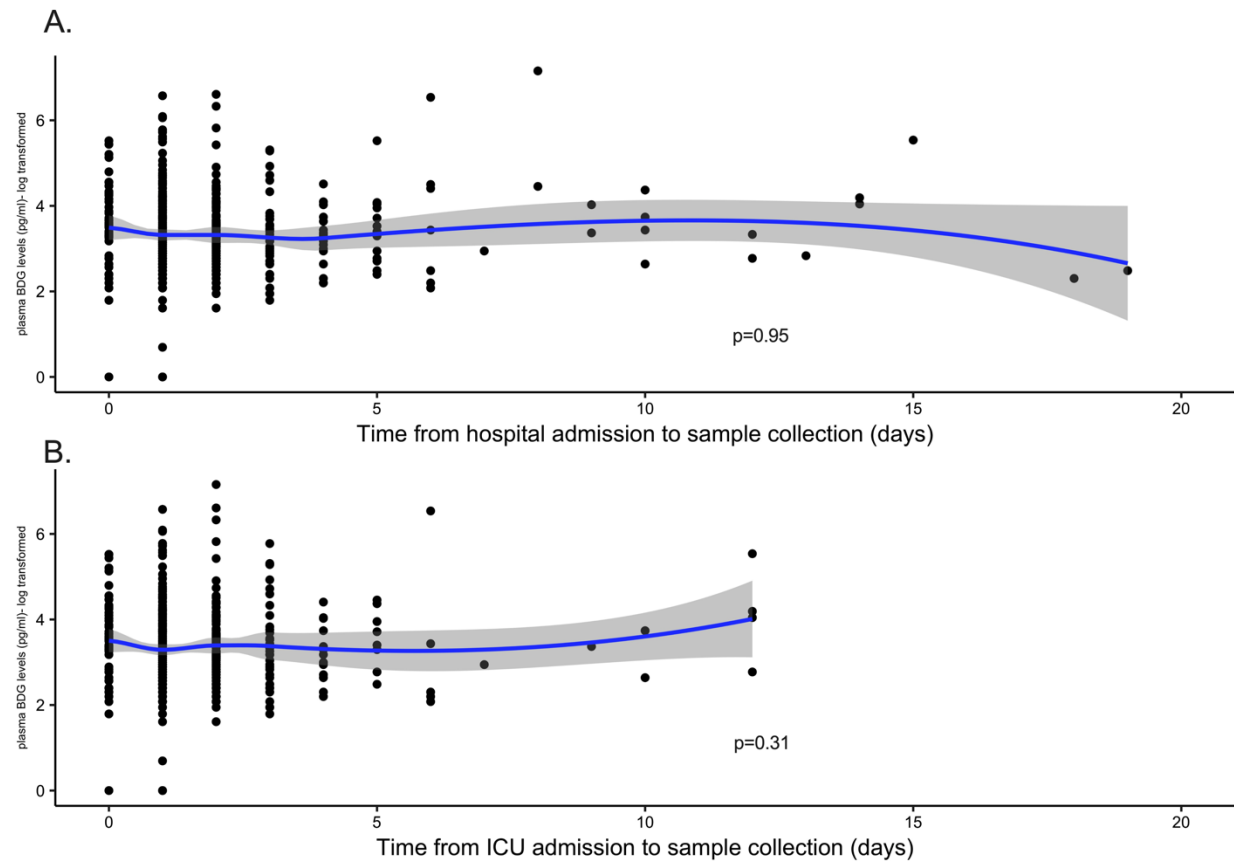 A.
plasma BDG levels (pg/ml)- log transformed
6
4
2
0
p=0.95
0 5 10 15 20
Time from hospital admission to sample collection (days)
B.
plasma BDG levels (pg/ml)- log transformed
6
4
2
0
p=0.31
0 5 10 15 20
Time from ICU admission to sample collection (days)